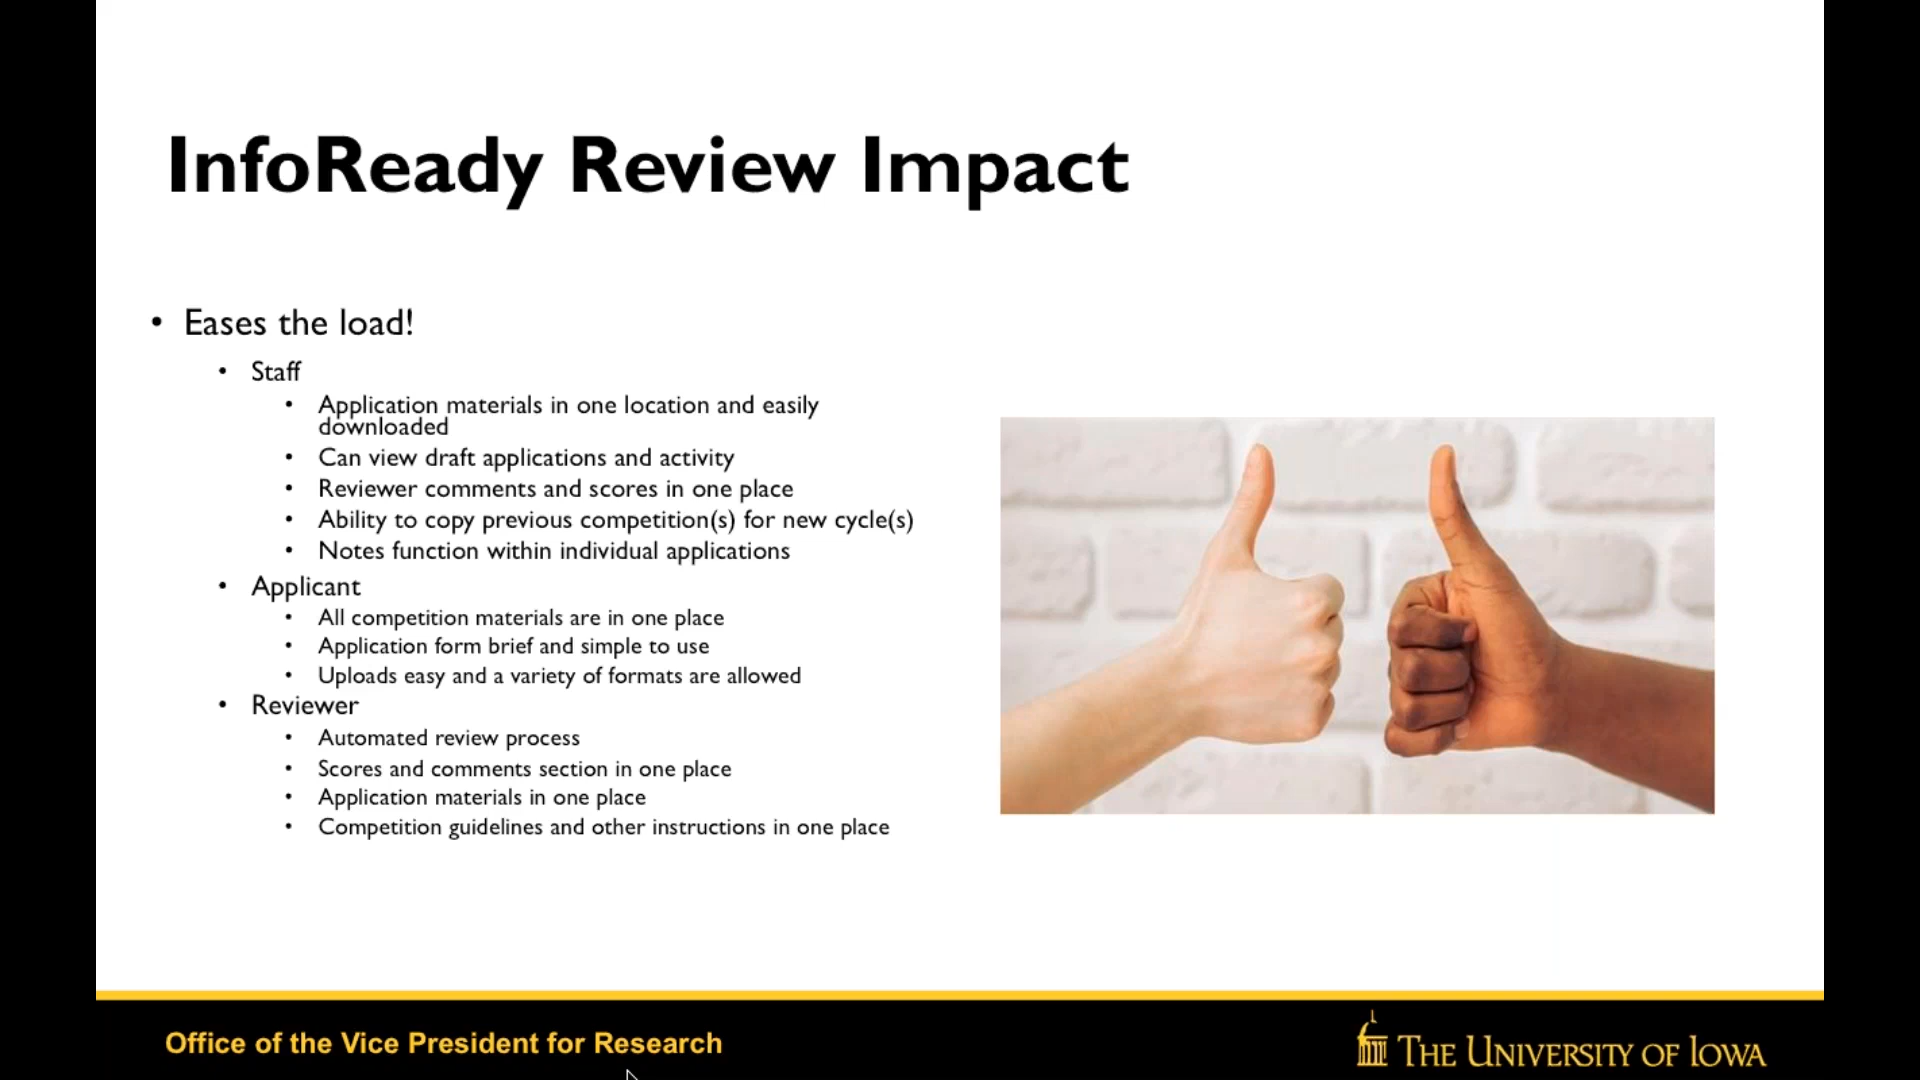 InfoReady Review Impact
• Eases the load!
• Staff
• Application materials in one location and easily
downloaded
• Can view draft applications and activity
• Reviewer comments and scores in one place
• Ability to copy previous competition(s) for new cycle(s)
• Notes function within individual applications
• Applicant
• All competition materials are in one place
• Application form brief and simple to use
• Uploads easy and a variety of formats are allowed
• Reviewer
• Automated review process
• Scores and comments section in one place
• Application materials in one place
• Competition guidelines and other instructions in one place
Office of the Vice President for Research
THE UNIVERSITY OF IOWA